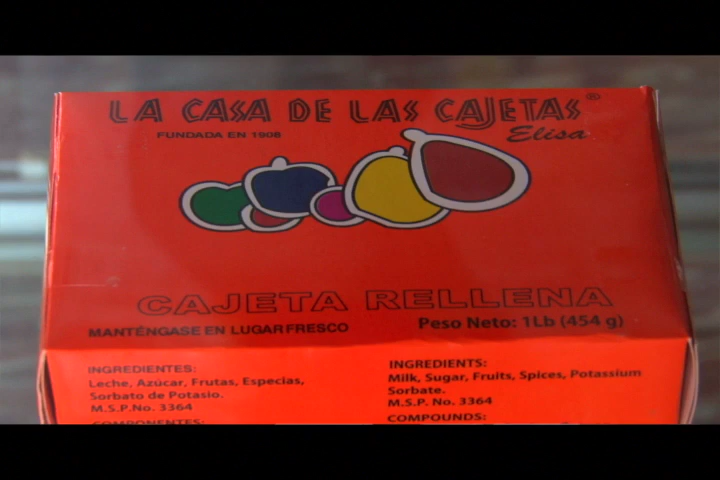 LA CASA DE LAS CAJETAS®
Elisa
FUNDADA EN 1908
CAJETA RELLENA
MANTÉNGASE EN LUGAR FRESCO
Peso Neto: 1Lb (454 g)
INGREDIENTES:
Leche, Azúcar, Frutas, Especias,
Sorbato de Potasio.
M.S.P.No. 3364
COMPONENTES:
INGREDIENTS:
Milk, Sugar, Fruits, Spices, Potassium
Sorbate.
M.S.P. No. 3364
COMPOUNDS: